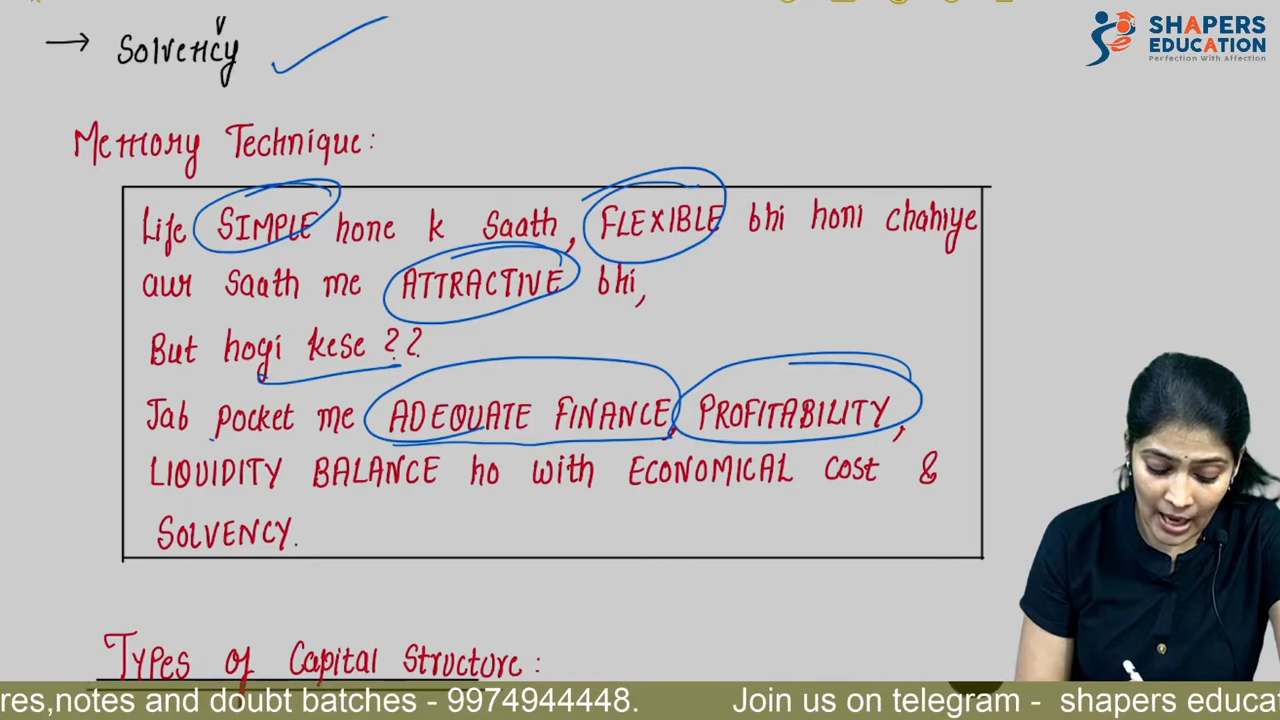 → Solvency
SHAPERS
EDUCATION
Perfection With Affection
Memory Technique:
Life SIMPLE hone k saath, FLEXIBLE bhi honi chahiye
aur saath me ATTRACTIVE bhi,
But hogi kese ??
Jab pocket me ADEQUATE FINANCE, PROFITABILITY,
LIQUIDITY BALANCE ho with ECONOMICAL cost &
SOLVENCY.
Types of Capital Structure:
res,notes and doubt batches - 9974944448. Join us on telegram - shapers educa